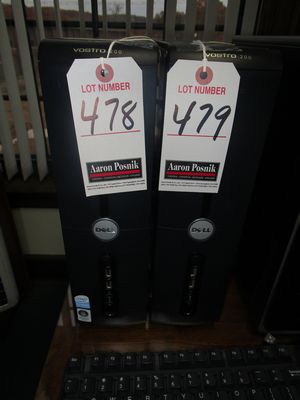 vostro 200
vostro 200
LOT NUMBER
478
Aaron Posnik
LOT NUMBER
479
Aaron Posnik
DELL
DELL